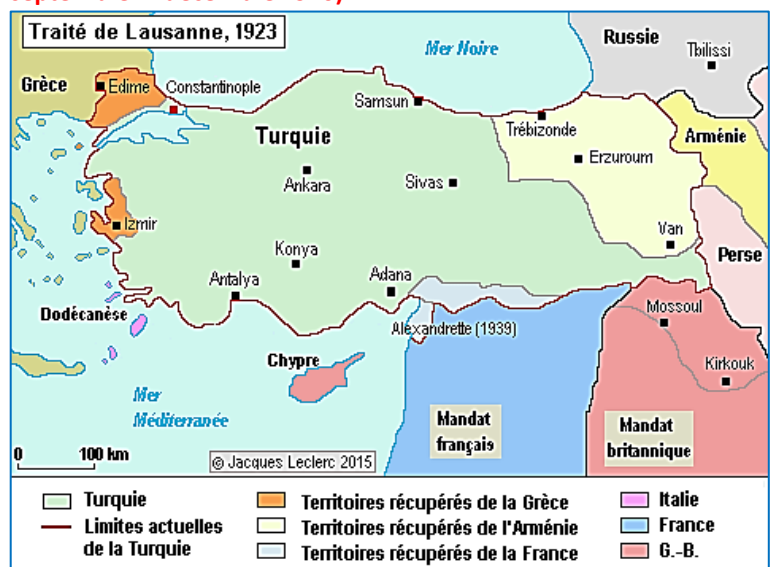 Traité de Lausanne, 1923
Mer Noire
Russie
Tbilissi
Grèce
Edime
Constantinople
Samsun
Trébizonde
Arménie
Turquie
Erzuroum
Ankara
Sivas
Izmir
Van
Konya
Perse
Antalya
Adana
Mossoul
Dodécanèse
Alexandrette (1939)
Chypre
Kirkouk
Mer
Méditerranée
Mandat
français
Mandat
britannique
0 100 km
© Jacques Leclerc 2015
Turquie
Limites actuelles
de la Turquie
Territoires récupérés de la Grèce
Territoires récupérés de l'Arménie
Territoires récupérés de la France
Italie
France
G.-B.